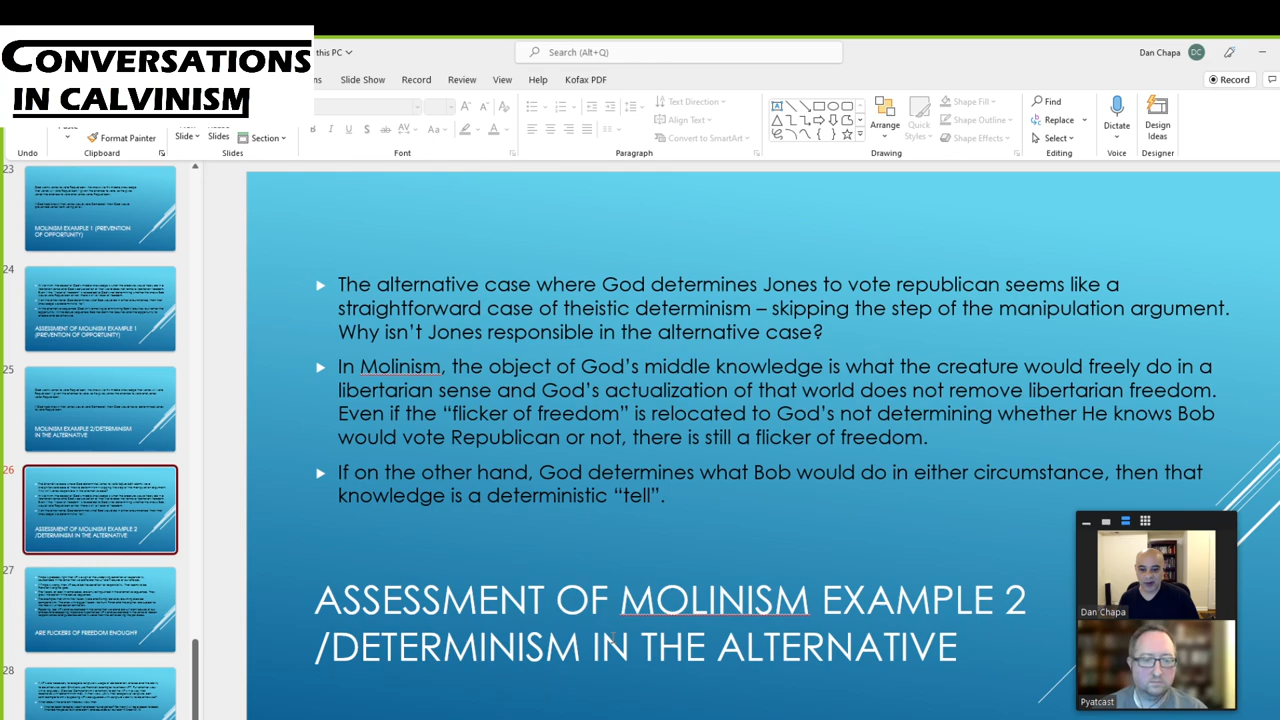 CONVERSATIONS
IN CALVINISM
this PC
Search (Alt+Q)
Dan Chapa
DC
Slide Show
Record
Review
View
Help
Kofax PDF
Record
Format Painter
Slide
Slides
Section
Text Direction
Align Text
Convert to SmartArt
Arrange
Quick
Styles
Shape Fill
Shape Outline
Shape Effects
Find
Replace
Select
Dictate
Design
Ideas
Undo
Clipboard
Slides
Font
Paragraph
Drawing
Editing
Voice
Designer
23
MOLINISM EXAMPLE 1 (PREVENTION
OF OPPORTUNITY)
24
ASSESSMENT OF MOLINISM EXAMPLE 1
(PREVENTION OF OPPORTUNITY)
25
MOLINISM EXAMPLE 2/DETERMINISM
IN THE ALTERNATIVE
26
ASSESSMENT OF MOLINISM EXAMPLE 2
/DETERMINISM IN THE ALTERNATIVE
27
ARE FLICKERS OF FREEDOM ENOUGH?
28
The alternative case where God determines Jones to vote republican seems like a
straightforward case of theistic determinism – skipping the step of the manipulation argument.
Why isn't Jones responsible in the alternative case?
In Molinism, the object of God's middle knowledge is what the creature would freely do in a
libertarian sense and God's actualization of that world does not remove libertarian freedom.
Even if the "flicker of freedom" is relocated to God's not determining whether He knows Bob
would vote Republican or not, there is still a flicker of freedom.
If on the other hand, God determines what Bob would do in either circumstance, then that
knowledge is a deterministic "tell".
ASSESSMENT OF MOLINISM EXAMPLE 2
/DETERMINISM IN THE ALTERNATIVE
Dan Chapa
Pyatcast